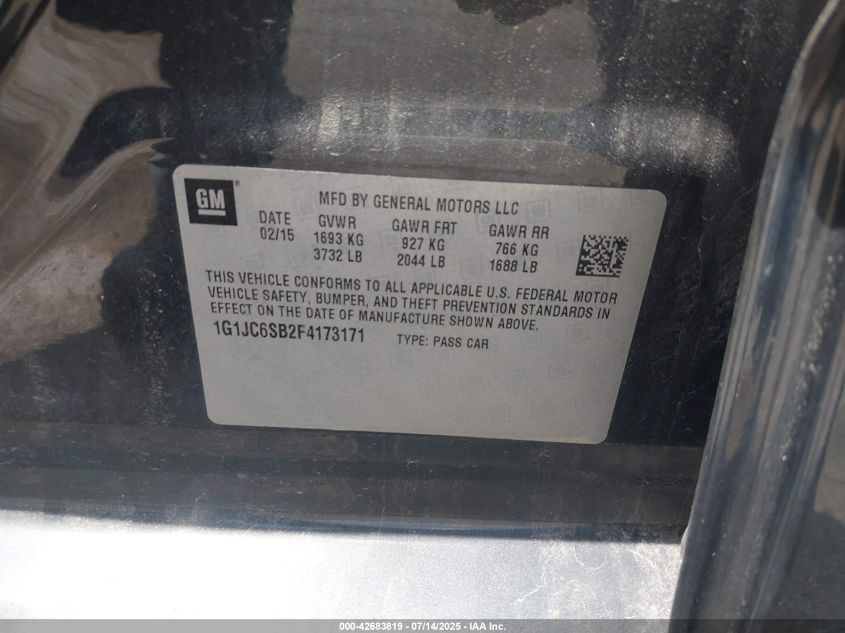 GM
MFD BY GENERAL MOTORS LLC
DATE GVWR GAWR FRT GAWR RR
02/15 1693 KG 927 KG 766 KG
3732 LB 2044 LB 1688 LB
THIS VEHICLE CONFORMS TO ALL APPLICABLE U.S. FEDERAL MOTOR
VEHICLE SAFETY, BUMPER, AND THEFT PREVENTION STANDARDS IN
EFFECT ON THE DATE OF MANUFACTURE SHOWN ABOVE.
1G1JC6SB2F4173171 TYPE: PASS CAR
000-42683819 - 07/14/2025 - IAA Inc.